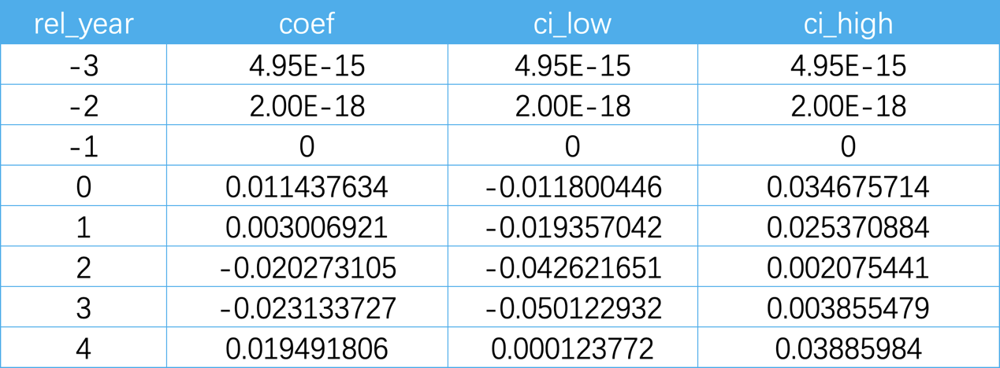 rel_year coef ci_low ci_high
-3 4.95E-15 4.95E-15 4.95E-15
-2 2.00E-18 2.00E-18 2.00E-18
-1 0 0 0
0 0.011437634 -0.011800446 0.034675714
1 0.003006921 -0.019357042 0.025370884
2 -0.020273105 -0.042621651 0.002075441
3 -0.023133727 -0.050122932 0.003855479
4 0.019491806 0.000123772 0.03885984